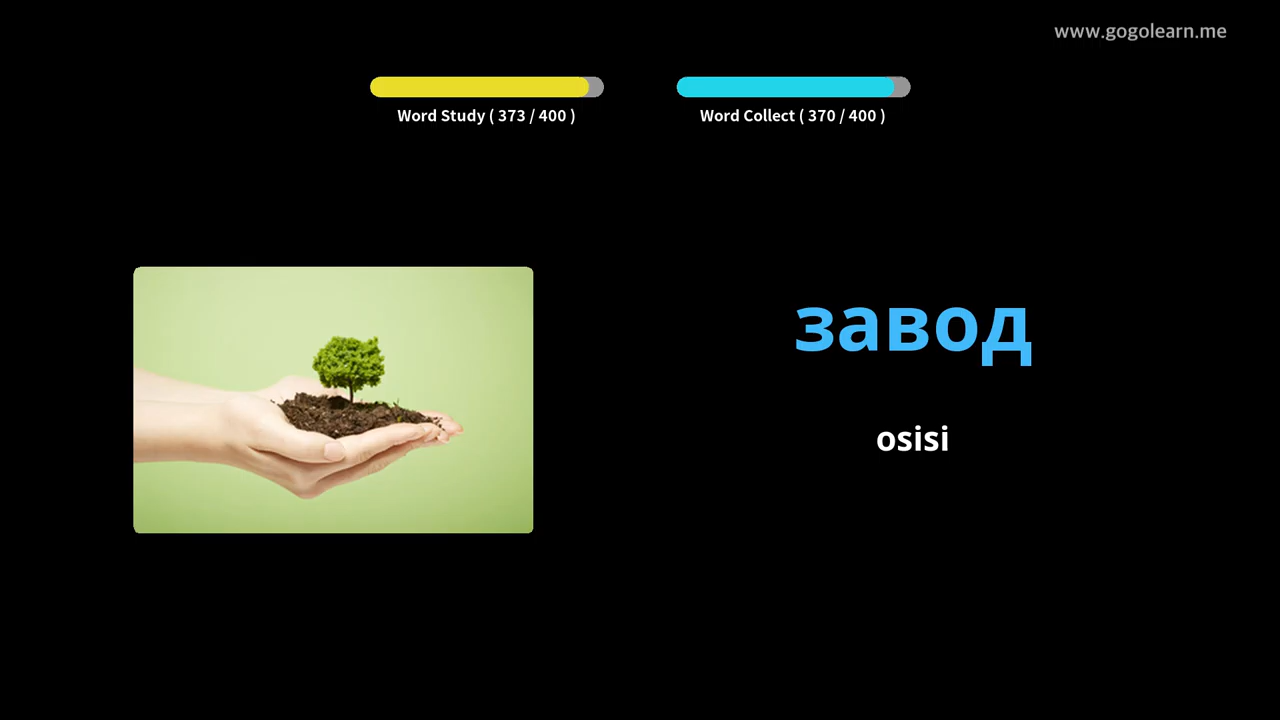 www.gogolearn.me
Word Study ( 373 / 400 )
Word Collect ( 370 / 400 )
завод
osisi